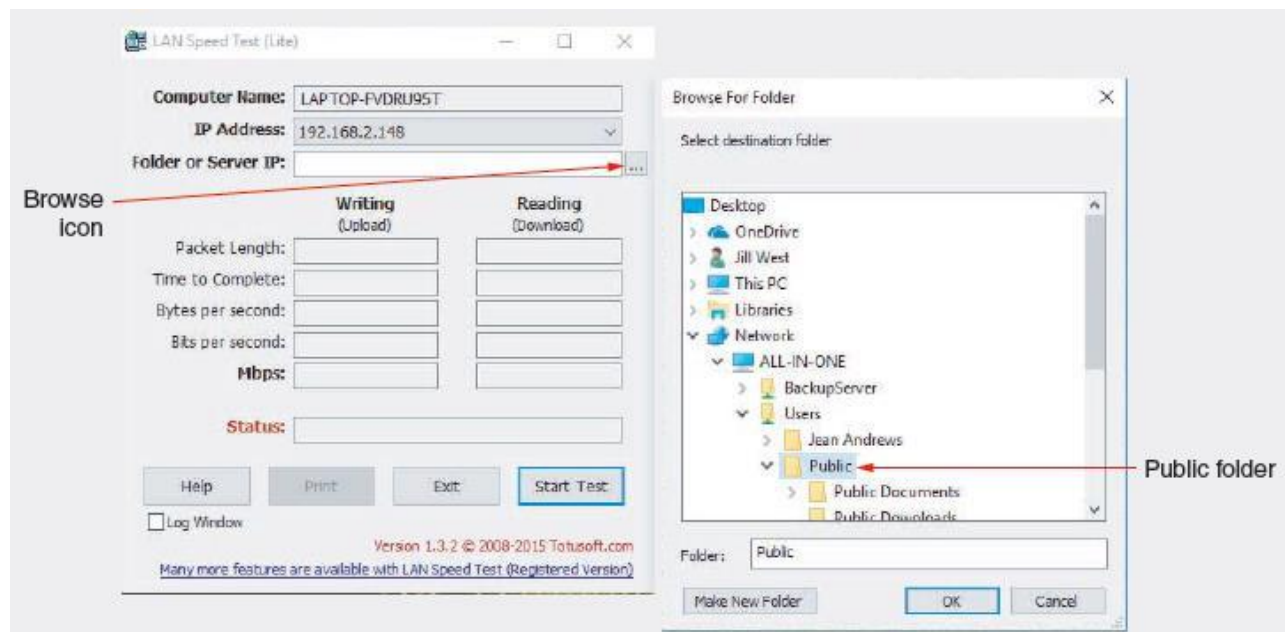 LAN Speed Test (Lite)
Computer Name: LAPTOP-FVDRU95T
IP Address: 192.168.2.148
Folder or Server IP: ...
Browse
icon
Writing Reading
(Upload) (Download)
Packet Length:
Time to Complete:
Bytes per second:
Bits per second:
Mbps:
Status:
Help Print Exit Start Test
Log Window
Version 1.3.2 © 2008-2015 Totusoft.com
Many more features are available with LAN Speed Test (Registered Version)
Browse For Folder
Select destination folder
Desktop
OneDrive
Jill West
This PC
Libraries
Network
ALL-IN-ONE
BackupServer
Users
Jean Andrews
Public
Public Documents
Public Downloads
Folder: Public
Make New Folder OK Cancel
Public folder